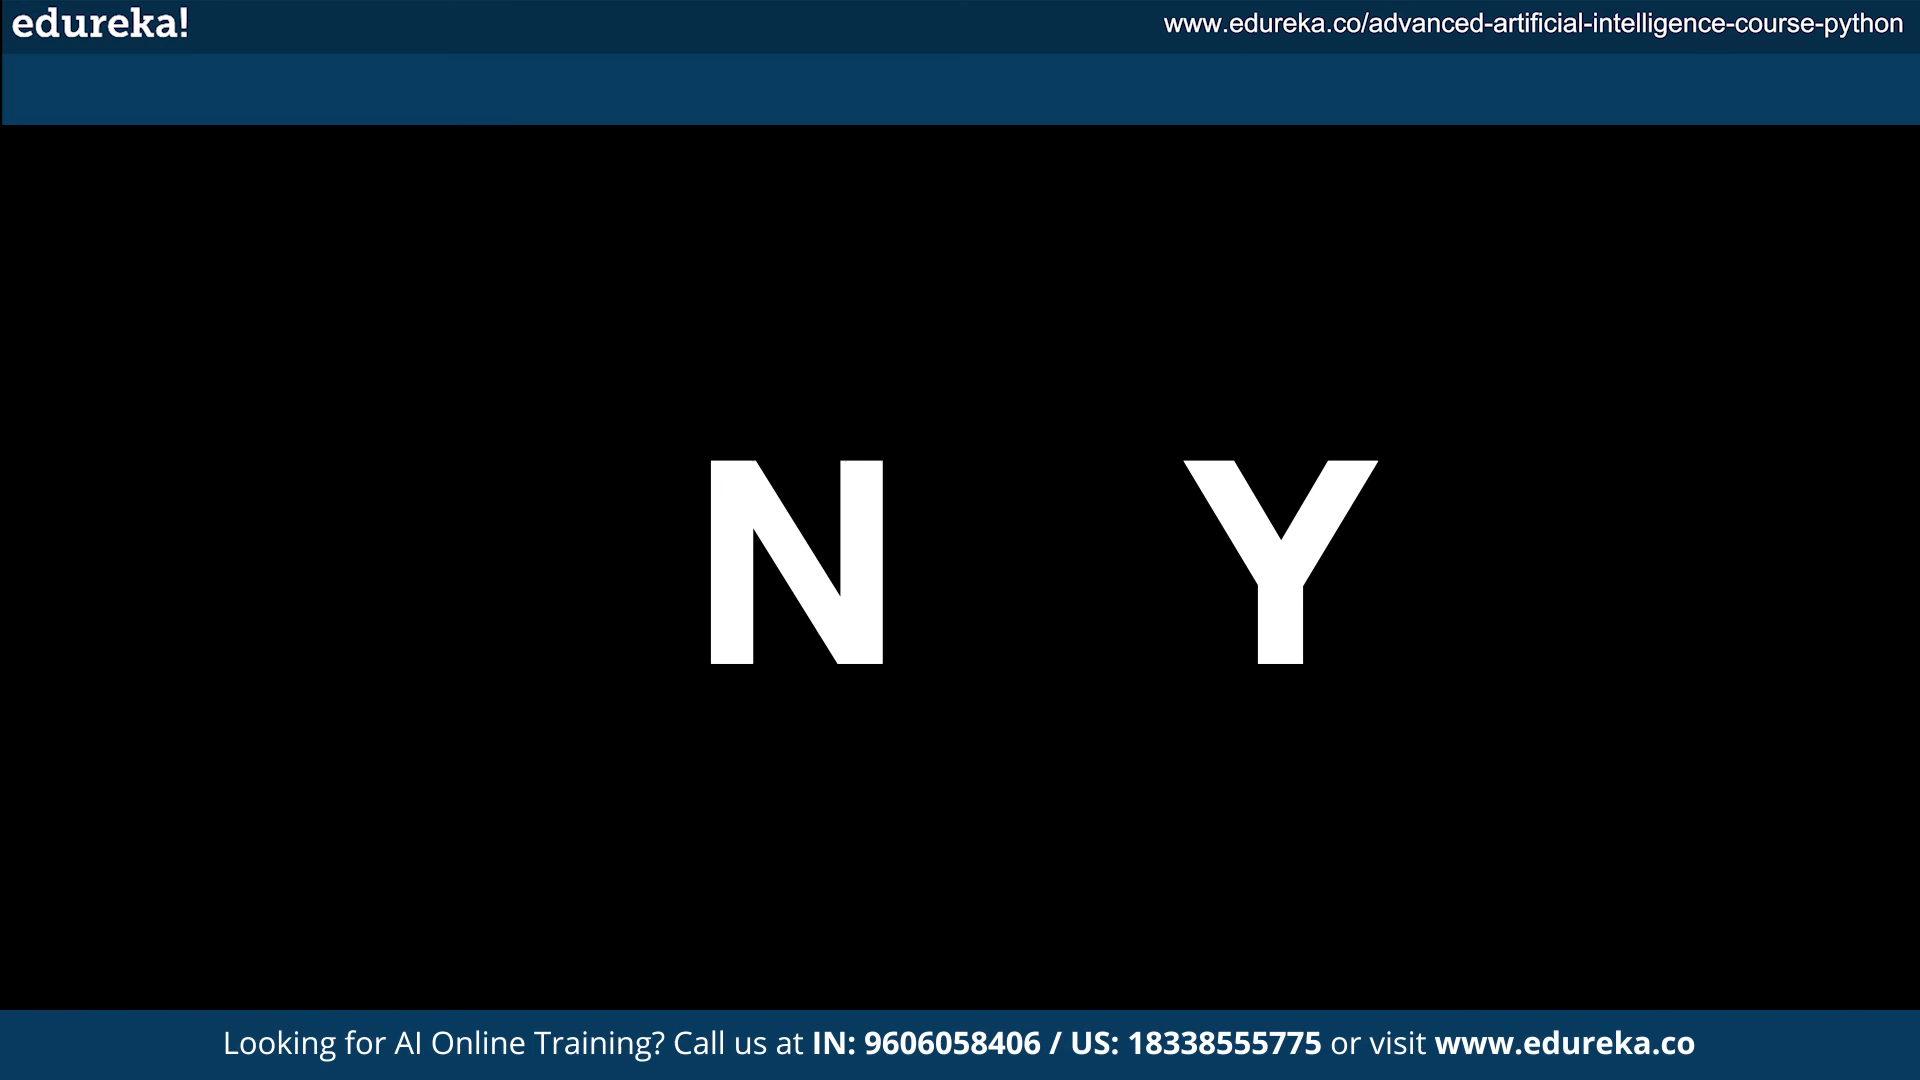 edureka!
www.edureka.co/advanced-artificial-intelligence-course-python
N Y
Looking for AI Online Training? Call us at IN: 9606058406 / US: 18338555775 or visit www.edureka.co